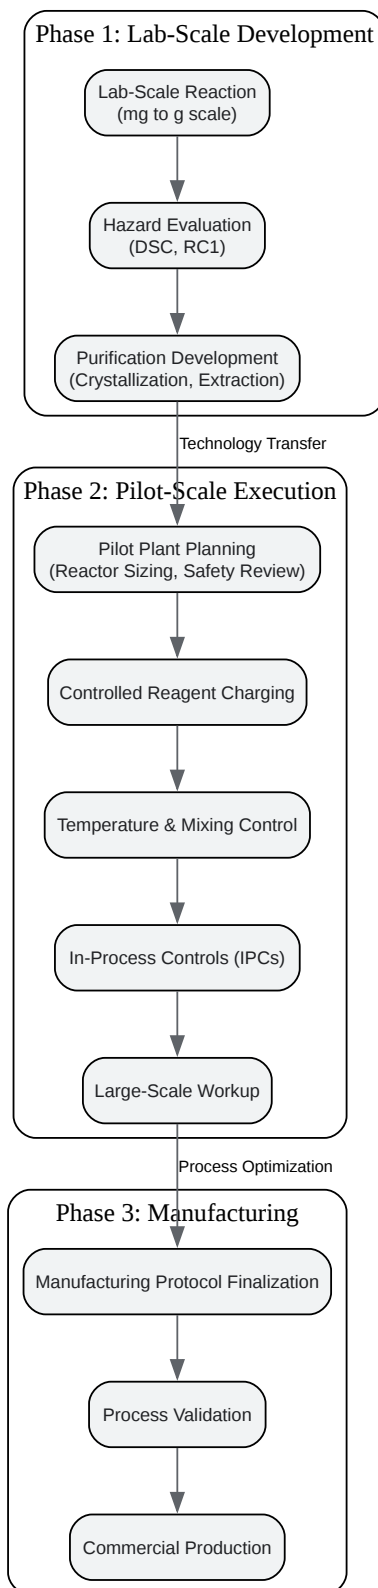 Phase 1: Lab-Scale Development
Lab-Scale Reaction
(mg to g scale)
Hazard Evaluation
(DSC, RC1)
Purification Development
(Crystallization, Extraction)
Technology Transfer
Phase 2: Pilot-Scale Execution
Pilot Plant Planning
(Reactor Sizing, Safety Review)
Controlled Reagent Charging
Temperature & Mixing Control
In-Process Controls (IPCs)
Large-Scale Workup
Process Optimization
Phase 3: Manufacturing
Manufacturing Protocol Finalization
Process Validation
Commercial Production